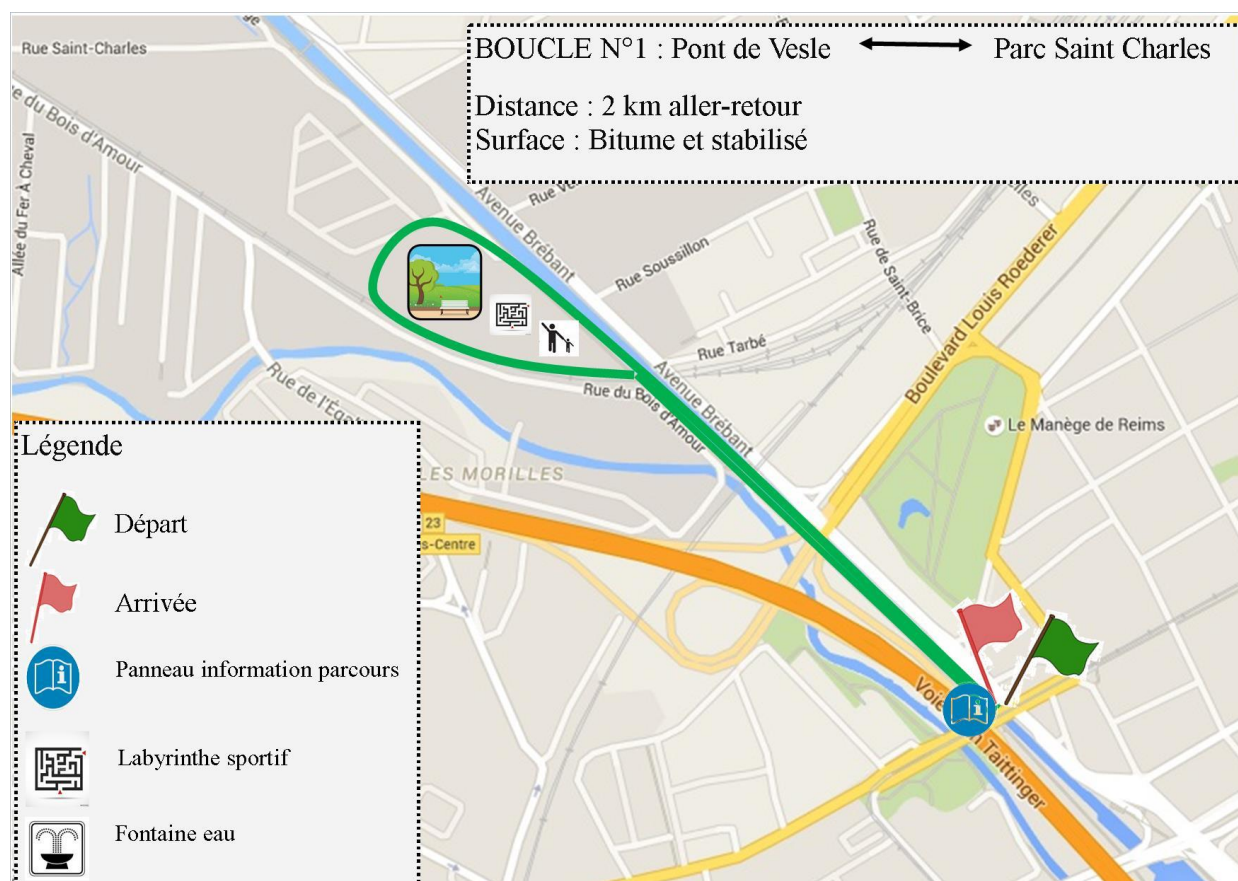 BOUCLE N°1 : Pont de Vesle Parc Saint Charles
Distance : 2 km aller-retour
Surface : Bitume et stabilisé
Rue Saint-Charles
du Bois d'Amour
Allée du Fer À Cheval
Avenue Brébant
Rue Soussillon
Rue de Saint-Brice
Boulevard Louis Roederer
Rue Tarbé
Avenue Brébant
Rue du Bois d'Amour
Rue de l'Égal
Le Manège de Reims
LES MORILLES
23
s-Centre
Voie
Taittinger
Légende
Départ
Arrivée
Panneau information parcours
Labyrinthe sportif
Fontaine eau